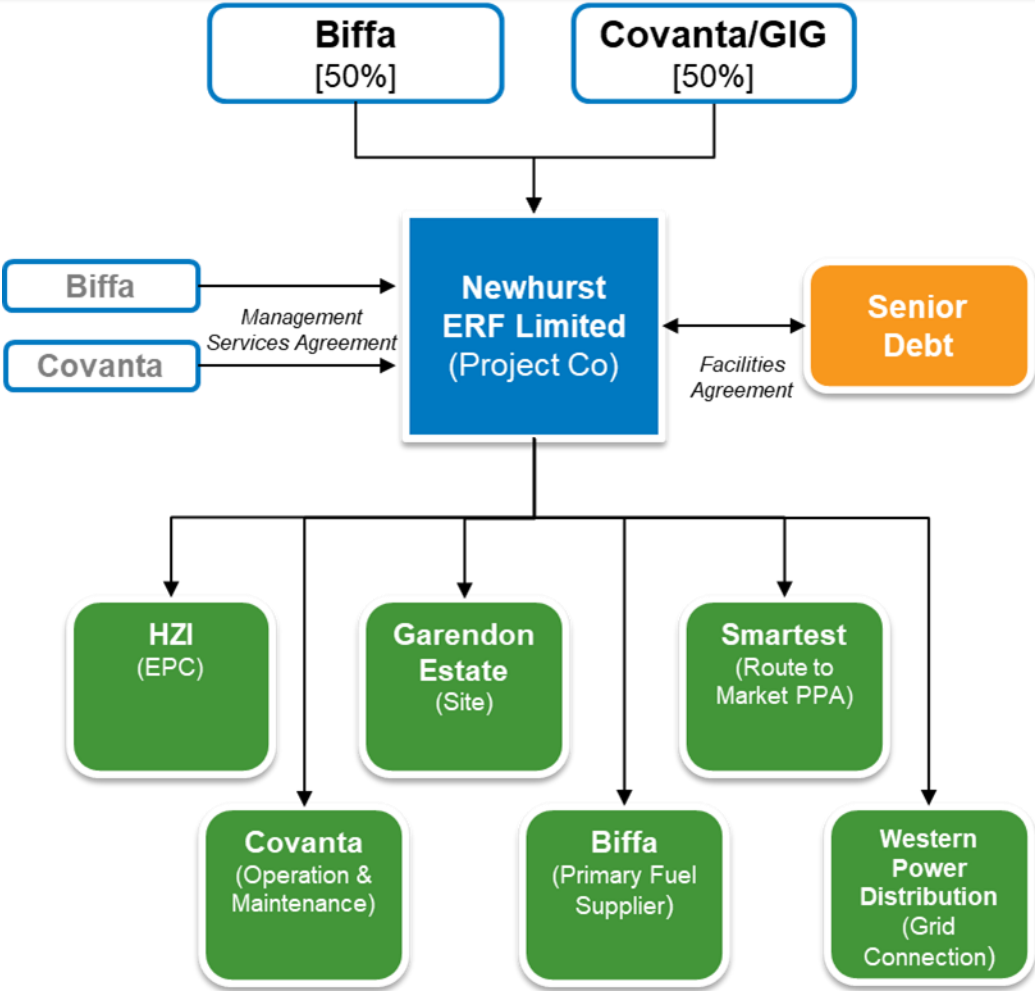 Biffa
[50%]
Covanta/GIG
[50%]
Biffa
Covanta
Management
Services Agreement
Newhurst
ERF Limited
(Project Co)
Facilities
Agreement
Senior
Debt
HZI
(EPC)
Garendon
Estate
(Site)
Smartest
(Route to
Market PPA)
Covanta
(Operation &
Maintenance)
Biffa
(Primary Fuel
Supplier)
Western
Power
Distribution
(Grid
Connection)